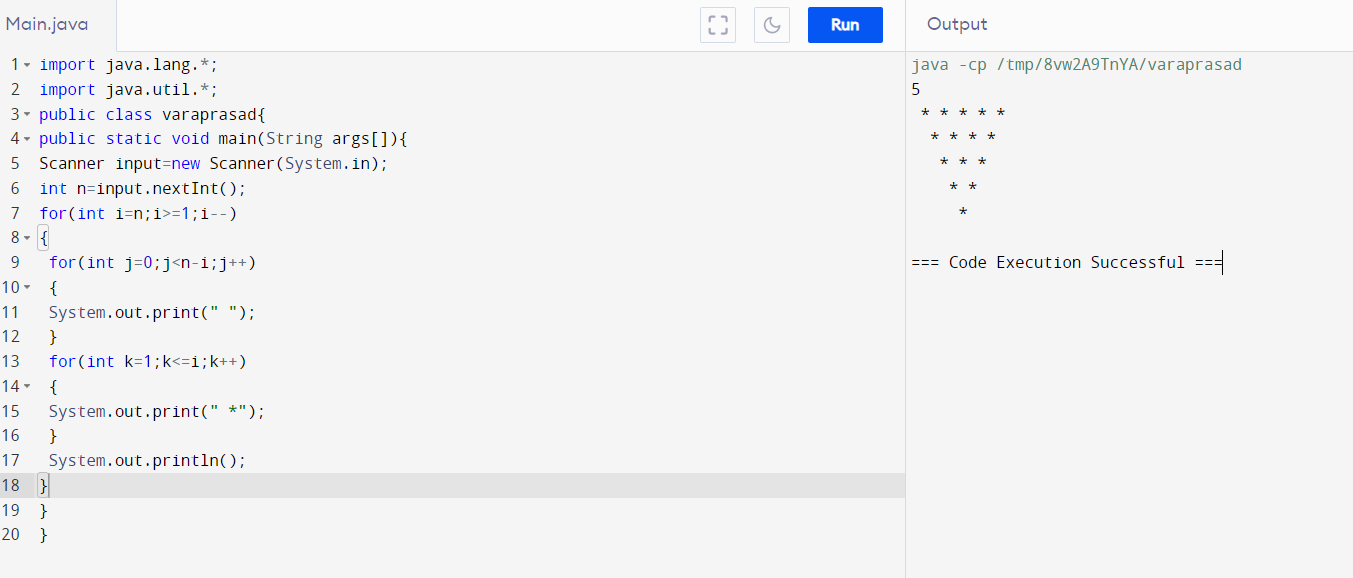 Main.java
Run
Output
1 import java.lang.*;
2 import java.util.*;
3 public class varaprasad{
4 public static void main(String args[]){
5 Scanner input=new Scanner(System.in);
6 int n=input.nextInt();
7 for(int i=n;i>=1;i--)
8 {
9  for(int j=0;j<n-i;j++)
10  {
11  System.out.print(" ");
12  }
13  for(int k=1;k<=i;k++)
14  {
15  System.out.print(" *");
16  }
17  System.out.println();
18 }
19 }
20 }
java -cp /tmp/8vw2A9TnYA/varaprasad
5
 * * * * *
  * * * *
   * * *
    * *
     *
=== Code Execution Successful ===